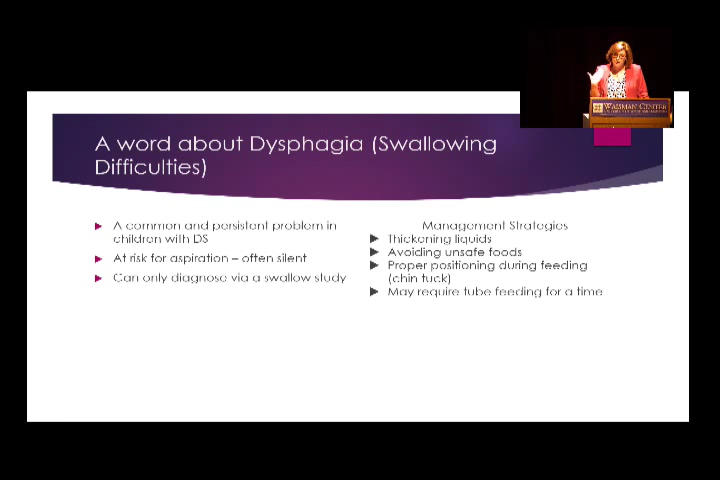 WAISMAN CENTER
A word about Dysphagia (Swallowing
Difficulties)
A common and persistent problem in
children with DS
At risk for aspiration – often silent
Can only diagnose via a swallow study
Management Strategies
Thickening liquids
Avoiding unsafe foods
Proper positioning during feeding
(chin tuck)
May require tube feeding for a time